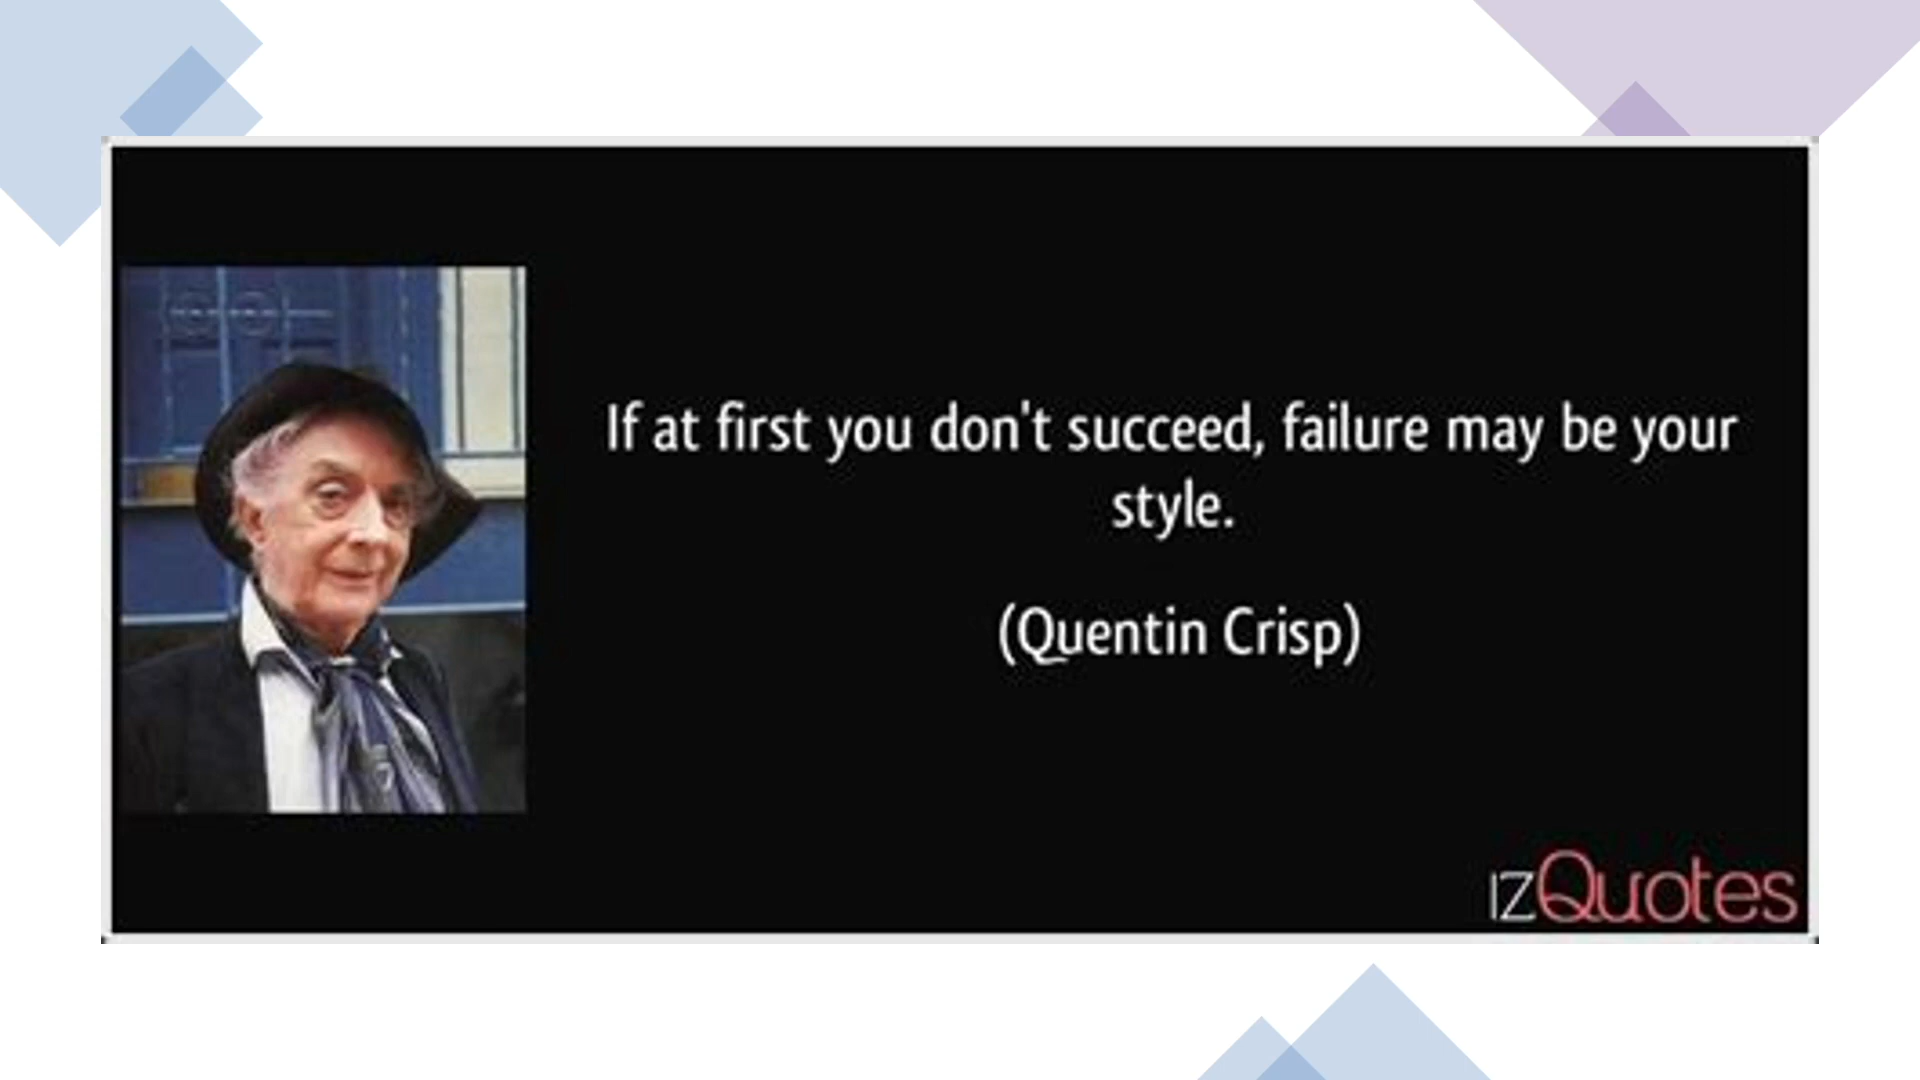 If at first you don't succeed, failure may be your
style.
(Quentin Crisp)
IZQuotes